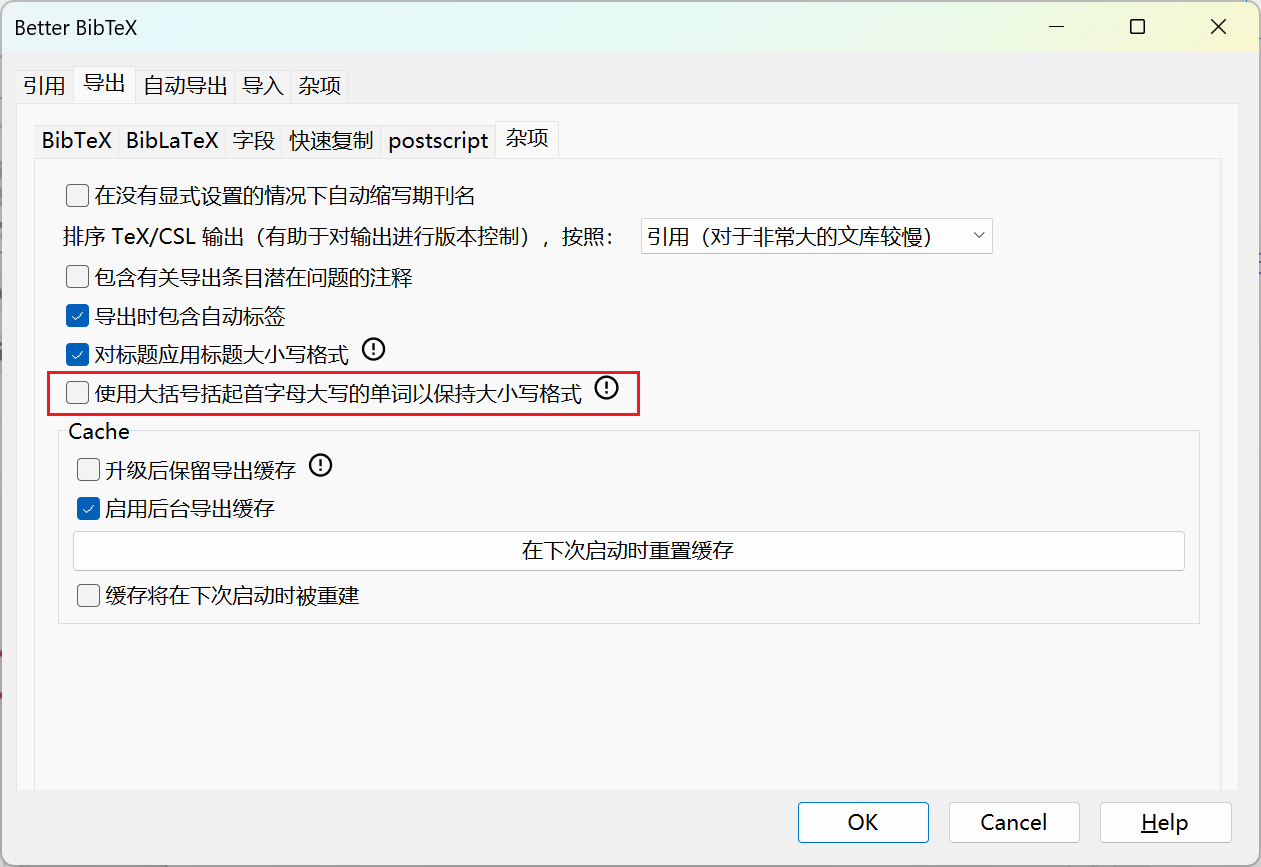 Better BibTeX
引用 导出 自动导出 导入 杂项
BibTeX BibLaTeX 字段 快速复制 postscript 杂项
在没有显式设置的情况下自动缩写期刊名
排序 TeX/CSL 输出（有助于对输出进行版本控制），按照： 引用（对于非常大的文库较慢）
包含有关导出条目潜在问题的注释
导出时包含自动标签
对标题应用标题大小写格式
使用大括号括起首字母大写的单词以保持大小写格式
Cache
升级后保留导出缓存
启用后台导出缓存
在下次启动时重置缓存
缓存将在下次启动时被重建
OK Cancel Help